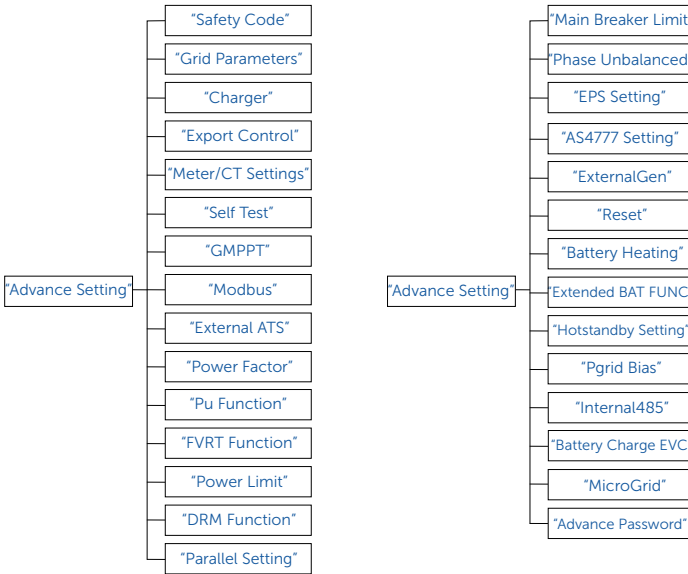 "Advance Setting"
"Safety Code"
"Grid Parameters"
"Charger"
"Export Control"
"Meter/CT Settings"
"Self Test"
"GMPPT"
"Modbus"
"External ATS"
"Power Factor"
"Pu Function"
"FVRT Function"
"Power Limit"
"DRM Function"
"Parallel Setting"
"Advance Setting"
"Main Breaker Limit
"Phase Unbalanced
"EPS Setting"
"AS4777 Setting"
"ExternalGen"
"Reset"
"Battery Heating"
"Extended BAT FUNC
"Hotstandby Setting"
"Pgrid Bias"
"Internal485"
"Battery Charge EVC
"MicroGrid"
"Advance Password"